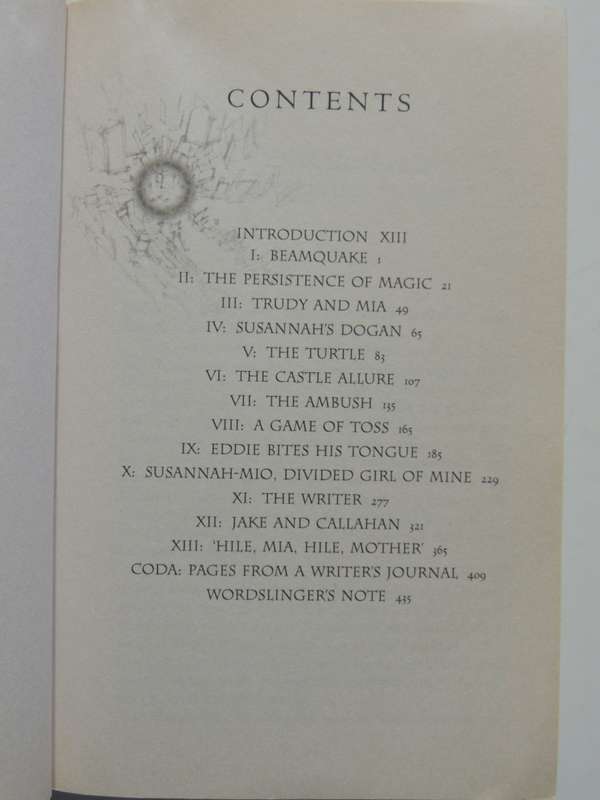 CONTENTS
INTRODUCTION XIII
I: BEAMQUAKE 1
II: THE PERSISTENCE OF MAGIC 21
III: TRUDY AND MIA 49
IV: SUSANNAH'S DOGAN 65
V: THE TURTLE 83
VI: THE CASTLE ALLURE 107
VII: THE AMBUSH 135
VIII: A GAME OF TOSS 165
IX: EDDIE BITES HIS TONGUE 185
X: SUSANNAH-MIO, DIVIDED GIRL OF MINE 229
XI: THE WRITER 277
XII: JAKE AND CALLAHAN 321
XIII: 'HILE, MIA, HILE, MOTHER' 365
CODA: PAGES FROM A WRITER'S JOURNAL 409
WORDSLINGER'S NOTE 435